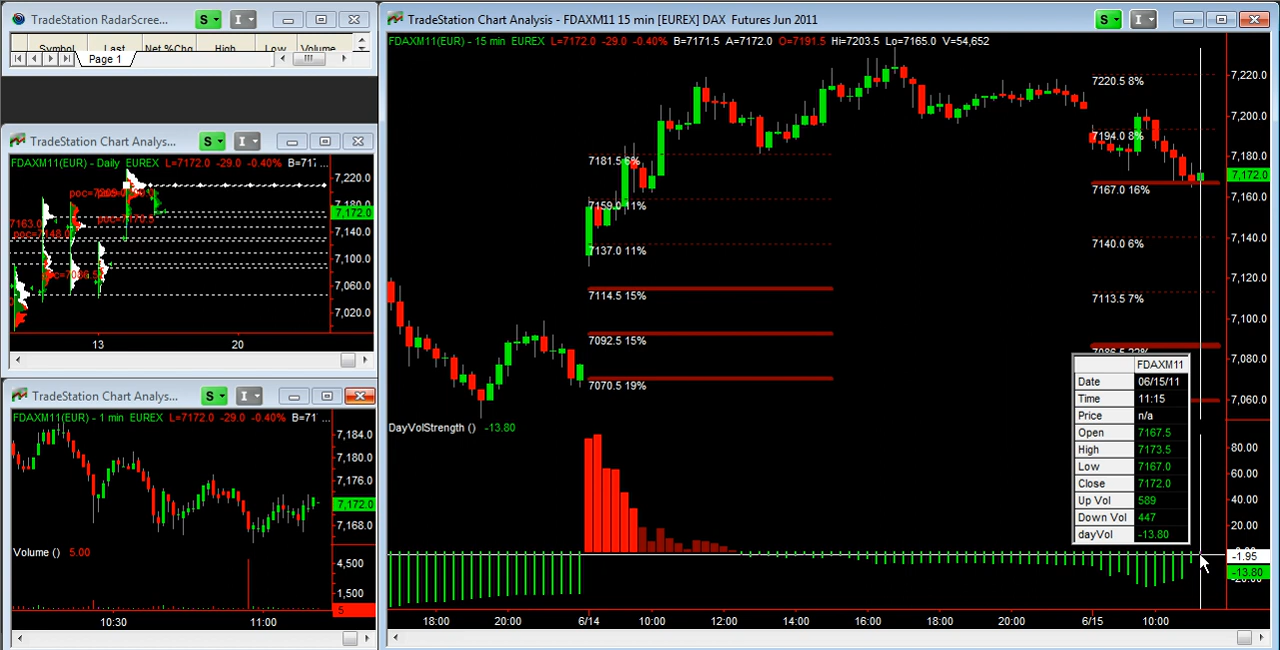 TradeStation RadarScree...
S
I
Symbol Last Net %Chg High Low Volume
Page 1
TradeStation Chart Analys...
S
I
FDAXM11(EUR) - Daily EUREX L=7172.0 -29.0 -0.40% B=717...
7,220.0
7,180.0
7,172.0
7,140.0
7,100.0
7,060.0
7,020.0
13 20
TradeStation Chart Analys...
S
I
FDAXM11(EUR) - 1 min EUREX L=7172.0 -29.0 -0.40% B=71...
7,184.0
7,180.0
7,176.0
7,172.0
7,168.0
Volume () 5.00
4,500
1,500
5
10:30 11:00
TradeStation Chart Analysis - FDAXM11 15 min [EUREX] DAX Futures Jun 2011
S
I
FDAXM11(EUR) - 15 min EUREX L=7172.0 -29.0 -0.40% B=7171.5 A=7172.0 O=7191.5 Hi=7203.5 Lo=7165.0 V=54,652
7181.5 6%
7159.0 11%
7137.0 11%
7114.5 15%
7092.5 15%
7070.5 19%
7220.5 8%
7194.0 8%
7167.0 16%
7140.0 6%
7113.5 7%
7,220.0
7,200.0
7,180.0
7,172.0
7,160.0
7,140.0
7,120.0
7,100.0
7,080.0
7,060.0
FDAXM11
Date 06/15/11
Time 11:15
Price n/a
Open 7167.5
High 7173.5
Low 7167.0
Close 7172.0
Up Vol 589
Down Vol 447
dayVol -13.80
DayVolStrength () -13.80
80.00
60.00
40.00
20.00
-1.95
-13.80
18:00 20:00 6/14 10:00 12:00 14:00 16:00 18:00 20:00 6/15 10:00